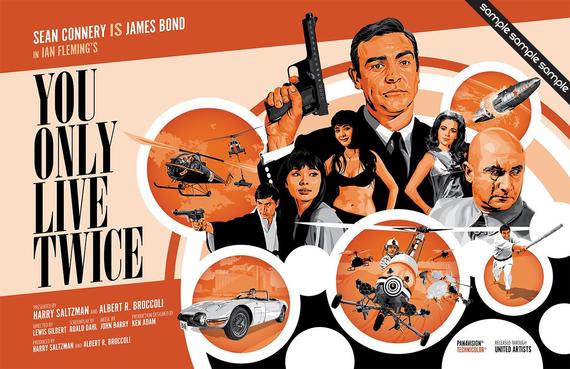 SEAN CONNERY IS JAMES BOND
IN IAN FLEMING'S
YOU
ONLY
LIVE
TWICE
PRESENTED BY
HARRY SALTZMAN AND ALBERT R. BROCCOLI
DIRECTED BY SCREENPLAY BY MUSIC BY PRODUCTION DESIGNED BY
LEWIS GILBERT ROALD DAHL JOHN BARRY KEN ADAM
PRODUCED BY
HARRY SALTZMAN AND ALBERT R. BROCCOLI
PANAVISION®
TECHNICOLOR®
RELEASED THROUGH
UNITED ARTISTS
sample sample sample